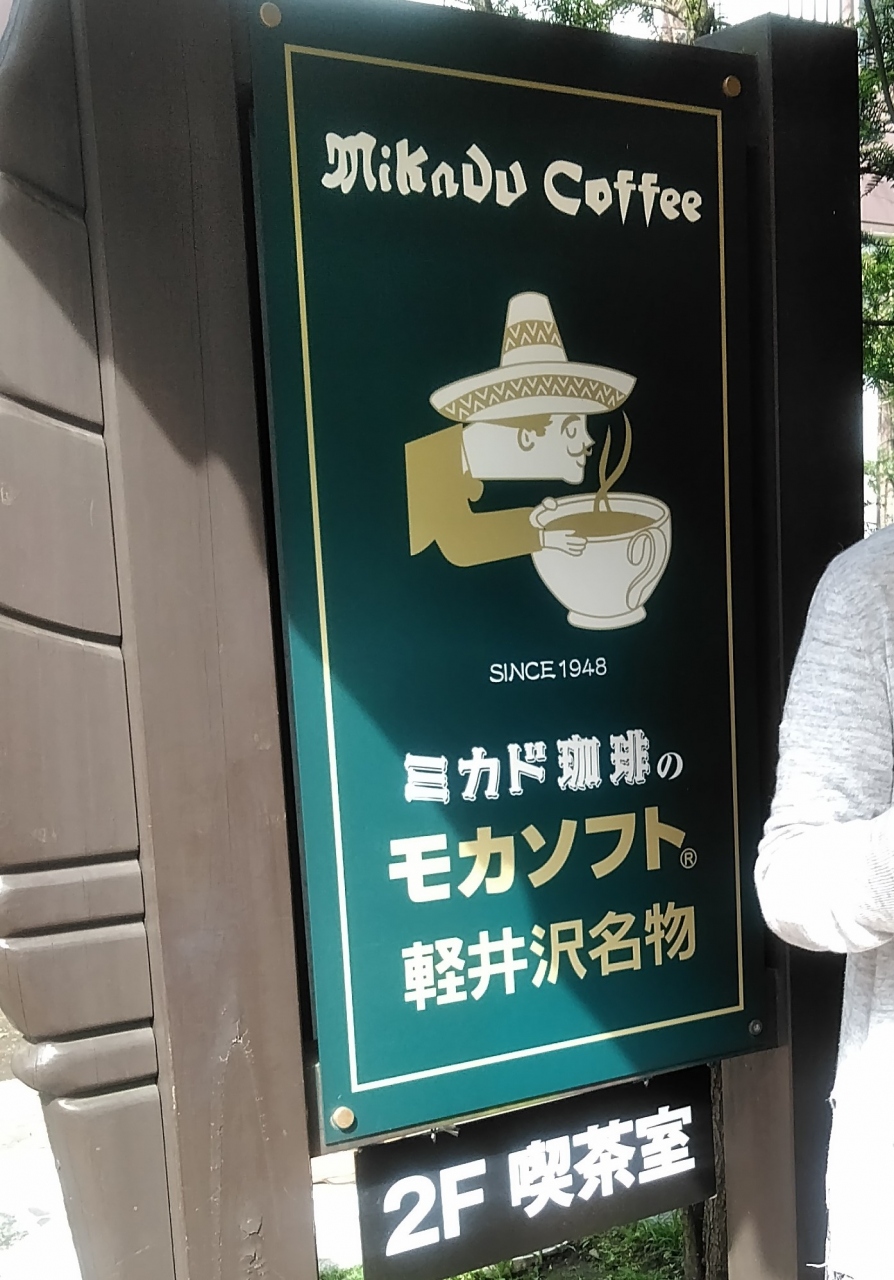 Mikado Coffee
SINCE 1948
ミカド珈琲の
モカソフト®
軽井沢名物
2F 喫茶室